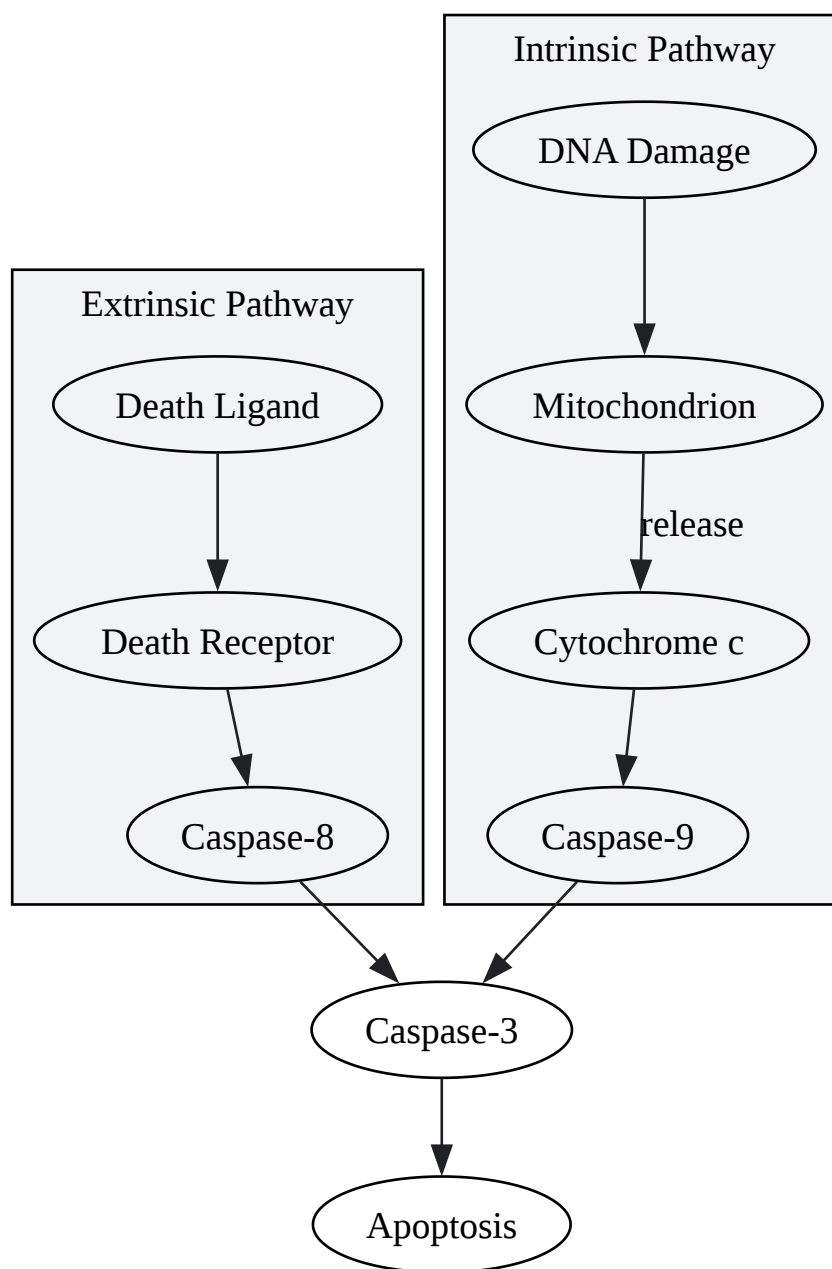 Intrinsic Pathway
DNA Damage
Extrinsic Pathway
Death Ligand
Mitochondrion
release
Death Receptor
Cytochrome c
Caspase-8
Caspase-9
Caspase-3
Apoptosis